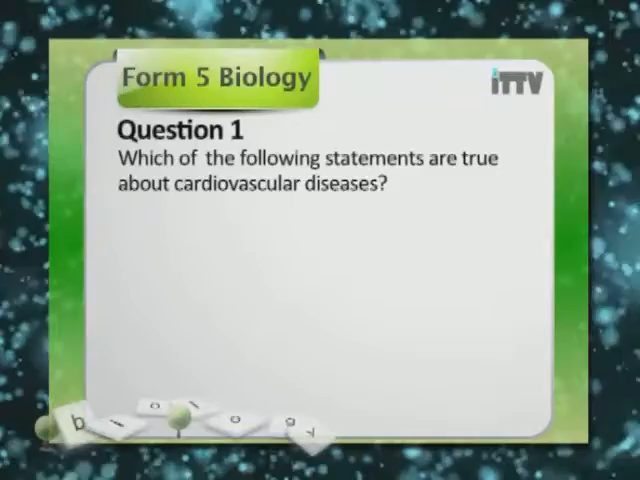 Form 5 Biology
iTTV
Question 1
Which of the following statements are true
about cardiovascular diseases?
b i o l o g y